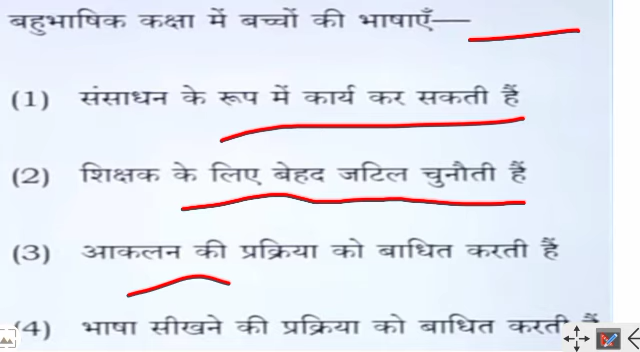 बहुभाषिक कक्षा में बच्चों की भाषाएँ—
(1) संसाधन के रूप में कार्य कर सकती हैं
(2) शिक्षक के लिए बेहद जटिल चुनौती हैं
(3) आकलन की प्रक्रिया को बाधित करती हैं
(4) भाषा सीखने की प्रक्रिया को बाधित करती हैं